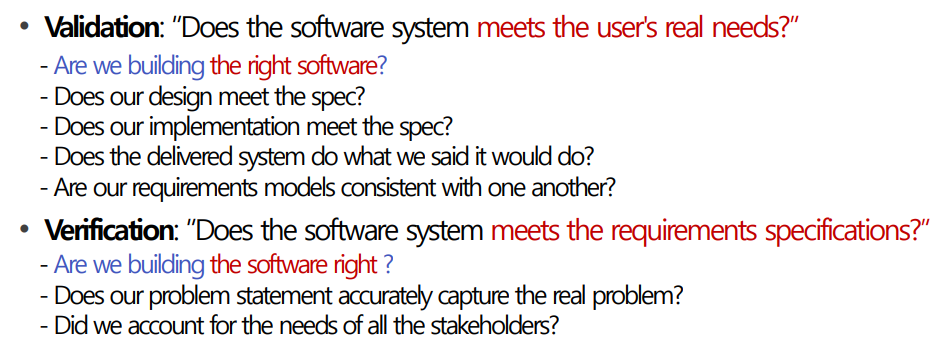 • Validation: “Does the software system meets the user's real needs?”
- Are we building the right software?
- Does our design meet the spec?
- Does our implementation meet the spec?
- Does the delivered system do what we said it would do?
- Are our requirements models consistent with one another?
• Verification: “Does the software system meets the requirements specifications?”
- Are we building the software right ?
- Does our problem statement accurately capture the real problem?
- Did we account for the needs of all the stakeholders?